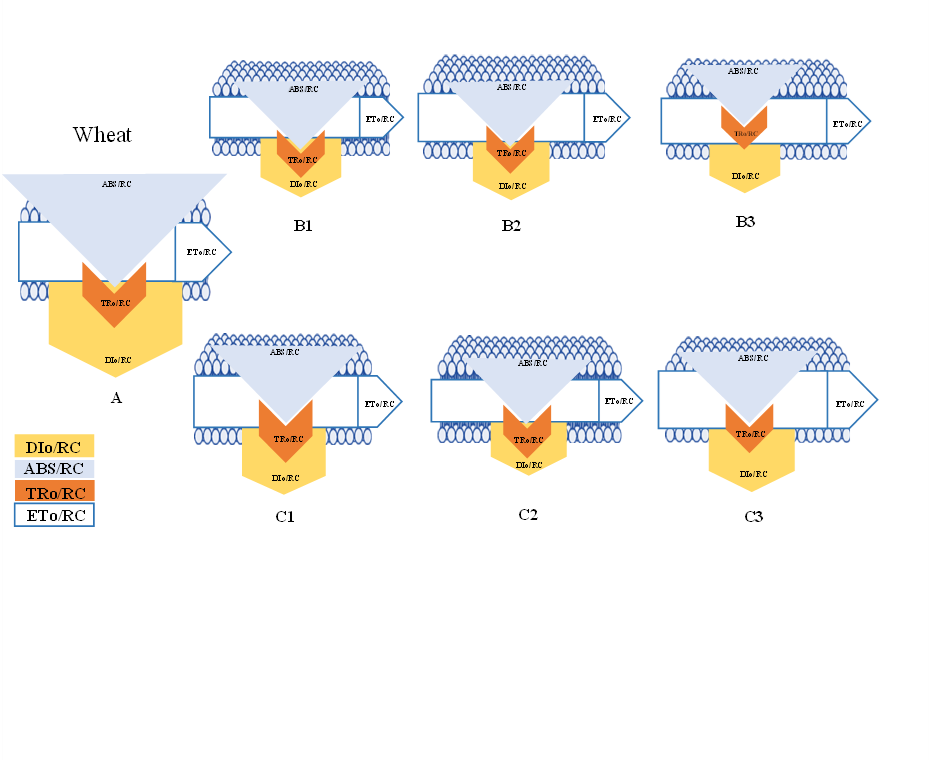 Wheat
ABS/RC
ETo/RC
TRo/RC
DIo/RC
A
ABS/RC
ETo/RC
TRo/RC
DIo/RC
B1
ABS/RC
ETo/RC
TRo/RC
DIo/RC
B2
ABS/RC
ETo/RC
TRo/RC
DIo/RC
B3
ABS/RC
ETo/RC
TRo/RC
DIo/RC
C1
ABS/RC
ETo/RC
TRo/RC
DIo/RC
C2
ABS/RC
ETo/RC
TRo/RC
DIo/RC
C3
DIo/RC
ABS/RC
TRo/RC
ETo/RC